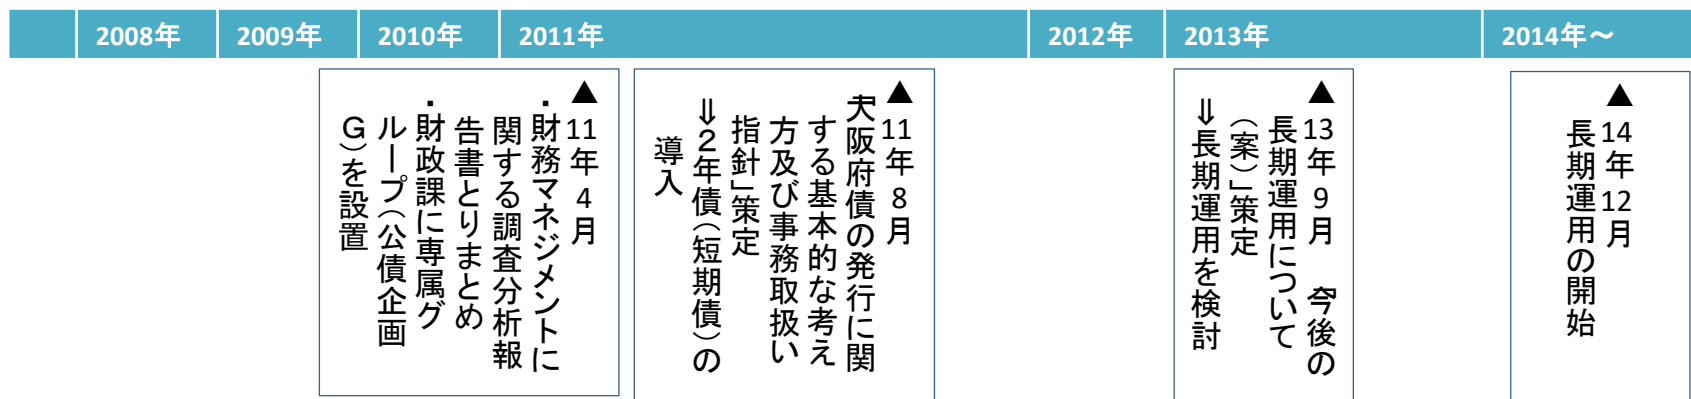 2008年
2009年
2010年
2011年
2012年
2013年
2014年～
▲
11年4月
・財務マネジメントに
関する調査分析報
告書とりまとめ
・財政課に専属グ
ループ（公債企画
G）を設置
▲
11年8月
「大阪府債の発行に関
する基本的な考え
方及び事務取扱い
指針」策定
⇒２年債（短期債）の
導入
▲
13年9月　「今後の
長期運用について
（案）」策定
⇒長期運用を検討
▲
14年12月
長期運用の開始